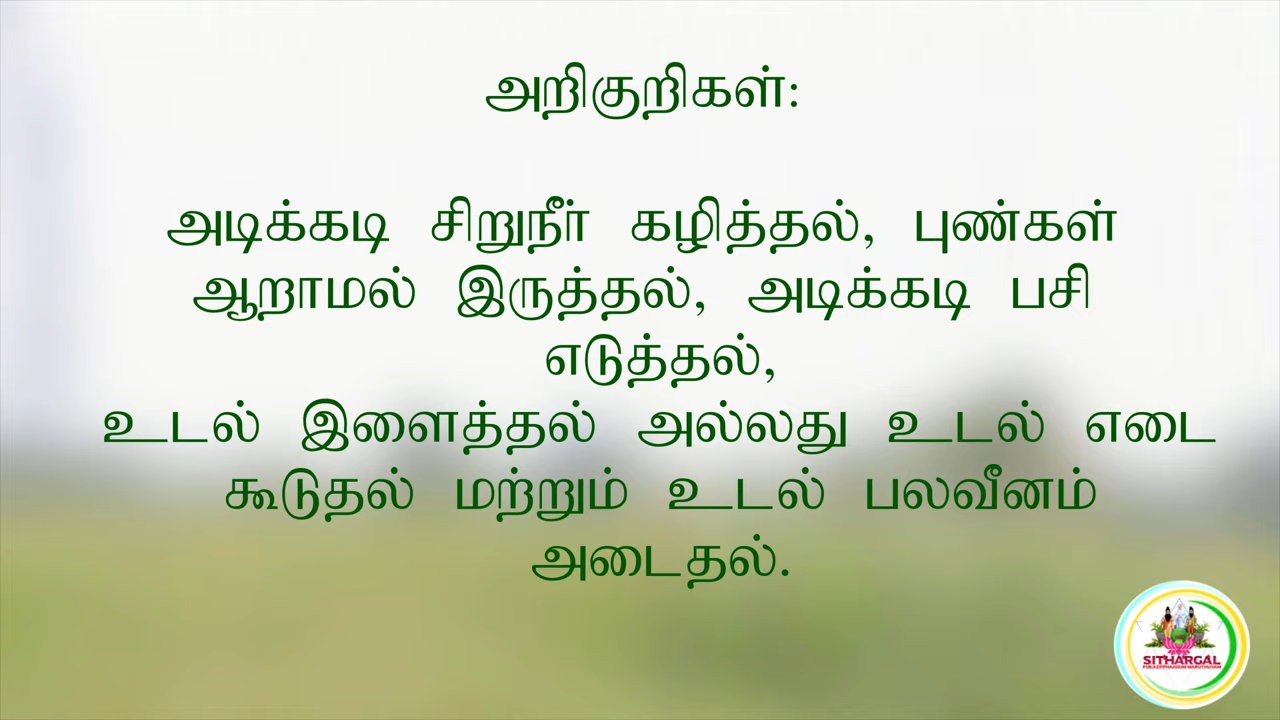 அறிகுறிகள்:
அடிக்கடி சிறுநீர் கழித்தல், புண்கள்
ஆறாமல் இருத்தல், அடிக்கடி பசி
எடுத்தல்,
உடல் இளைத்தல் அல்லது உடல் எடை
கூடுதல் மற்றும் உடல் பலவீனம்
அடைதல்.
SITHARGAL